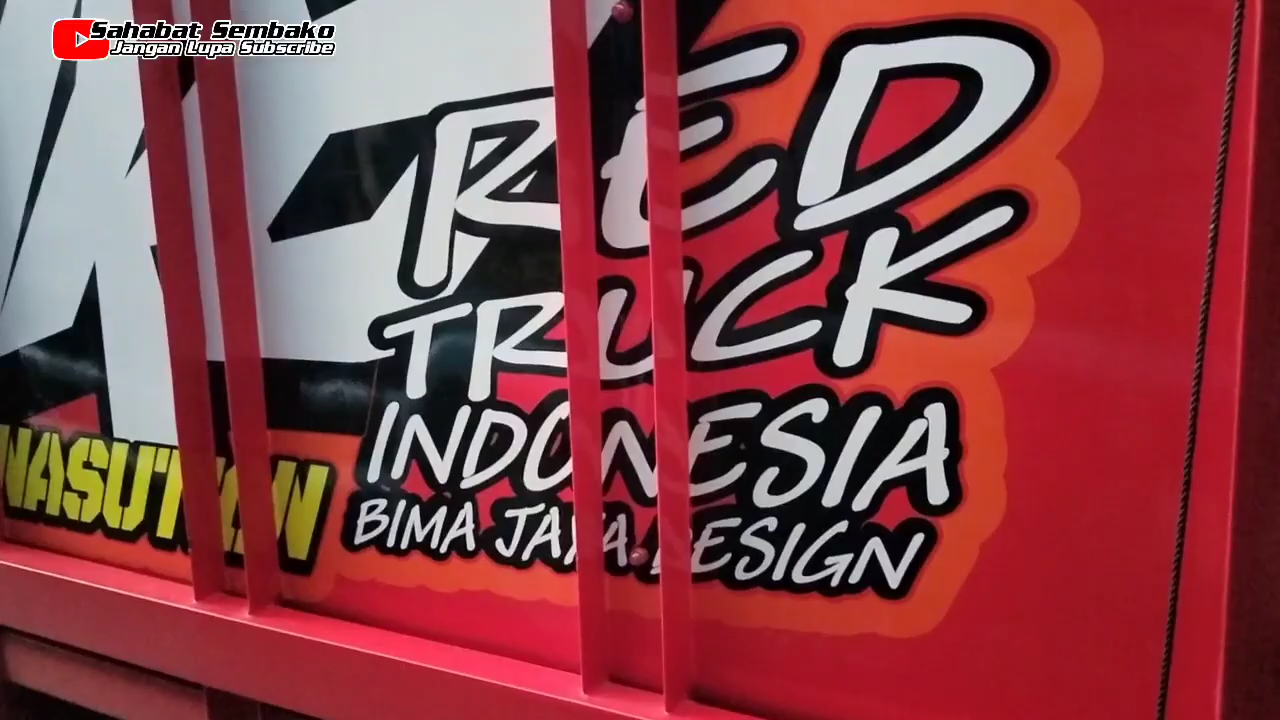 Sahabat Sembako
Jangan Lupa Subscribe
RED
TRUCK
INDONESIA
BIMA JAYA DESIGN
NASUTION